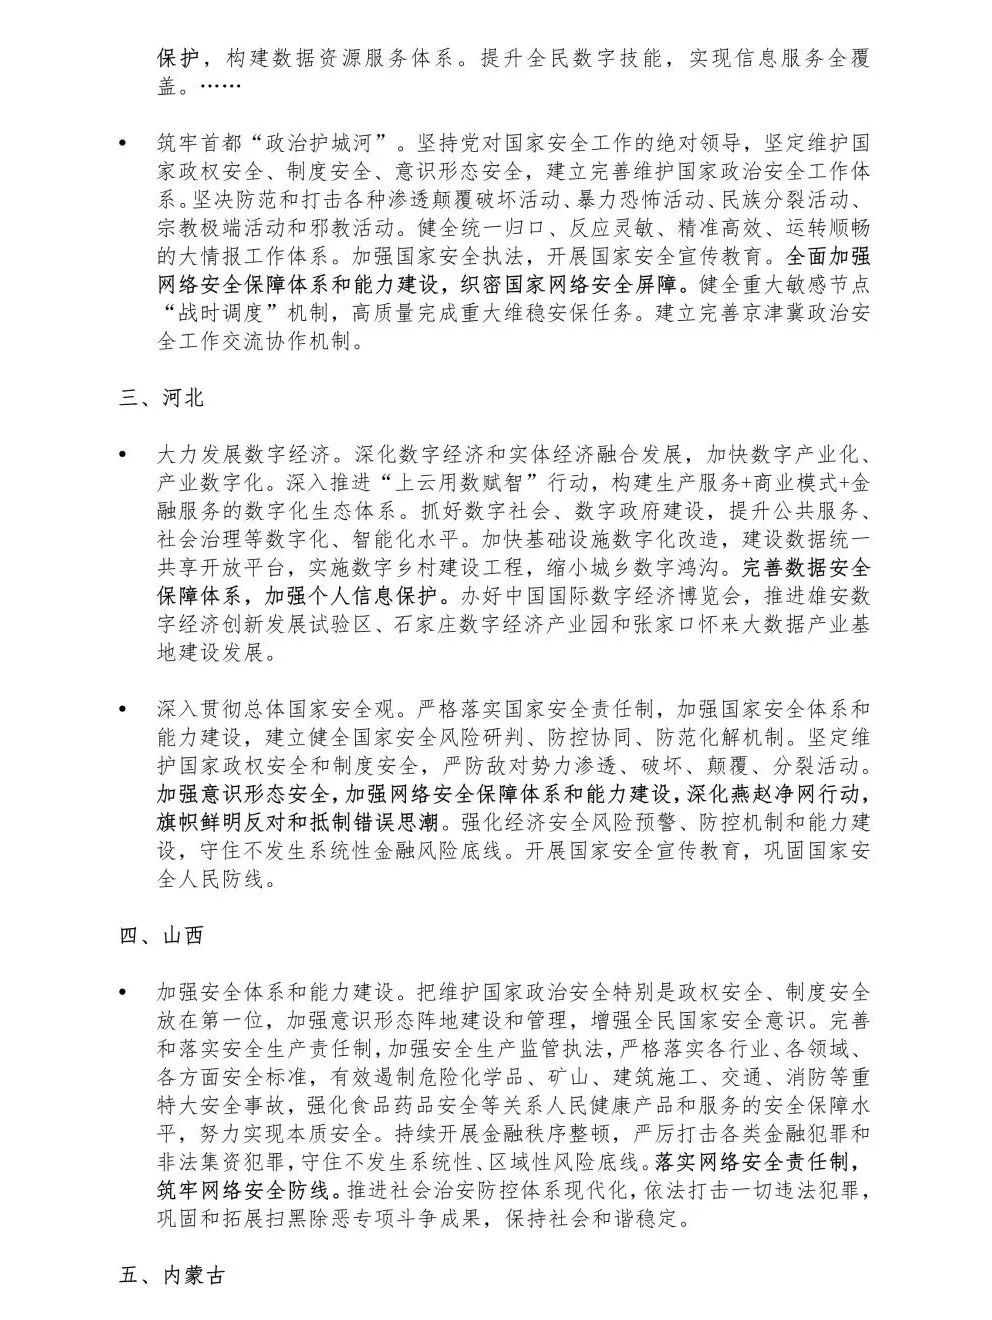 保护，构建数据资源服务体系。提升全民数字技能，实现信息服务全覆
盖。……
• 筑牢首都“政治护城河”。坚持党对国家安全工作的绝对领导，坚定维护国
家政权安全、制度安全、意识形态安全，建立完善维护国家政治安全工作体
系。坚决防范和打击各种渗透颠覆破坏活动、暴力恐怖活动、民族分裂活动、
宗教极端活动和邪教活动。健全统一归口、反应灵敏、精准高效、运转顺畅
的大情报工作体系。加强国家安全执法，开展国家安全宣传教育。全面加强
网络安全保障体系和能力建设，织密国家网络安全屏障。健全重大敏感节点
“战时调度”机制，高质量完成重大维稳安保任务。建立完善京津冀政治安
全工作交流协作机制。
三、河北
• 大力发展数字经济。深化数字经济和实体经济融合发展，加快数字产业化、
产业数字化。深入推进“上云用数赋智”行动，构建生产服务+商业模式+金
融服务的数字化生态体系。抓好数字社会、数字政府建设，提升公共服务、
社会治理等数字化、智能化水平。加快基础设施数字化改造，建设数据统一
共享开放平台，实施数字乡村建设工程，缩小城乡数字鸿沟。完善数据安全
保障体系，加强个人信息保护。办好中国国际数字经济博览会，推进雄安数
字经济创新发展试验区、石家庄数字经济产业园和张家口怀来大数据产业基
地建设发展。
• 深入贯彻总体国家安全观。严格落实国家安全责任制，加强国家安全体系和
能力建设，建立健全国家安全风险研判、防控协同、防范化解机制。坚定维
护国家政权安全和制度安全，严防敌对势力渗透、破坏、颠覆、分裂活动。
加强意识形态安全，加强网络安全保障体系和能力建设，深化燕赵净网行动，
旗帜鲜明反对和抵制错误思潮。强化经济安全风险预警、防控机制和能力建
设，守住不发生系统性金融风险底线。开展国家安全宣传教育，巩固国家安
全人民防线。
四、山西
• 加强安全体系和能力建设。把维护国家政治安全特别是政权安全、制度安全
放在第一位，加强意识形态阵地建设和管理，增强全民国家安全意识。完善
和落实安全生产责任制，加强安全生产监管执法，严格落实各行业、各领域、
各方面安全标准，有效遏制危险化学品、矿山、建筑施工、交通、消防等重
特大安全事故，强化食品药品安全等关系人民健康产品和服务的安全保障水
平，努力实现本质安全。持续开展金融秩序整顿，严厉打击各类金融犯罪和
非法集资犯罪，守住不发生系统性、区域性风险底线。落实网络安全责任制，
筑牢网络安全防线。推进社会治安防控体系现代化，依法打击一切违法犯罪，
巩固和拓展扫黑除恶专项斗争成果，保持社会和谐稳定。
五、内蒙古